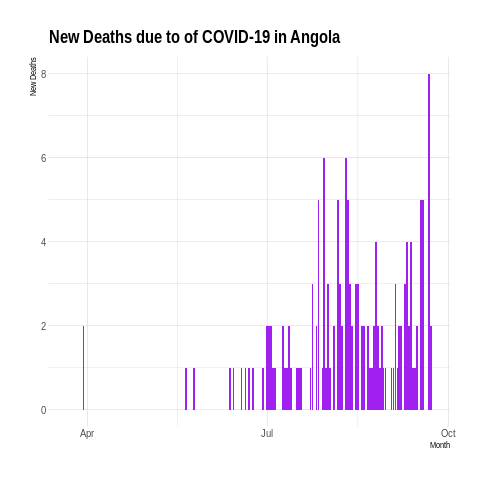 New Deaths due to of COVID-19 in Angola
New Deaths
8
6
4
2
0
Apr
Jul
Oct
Month